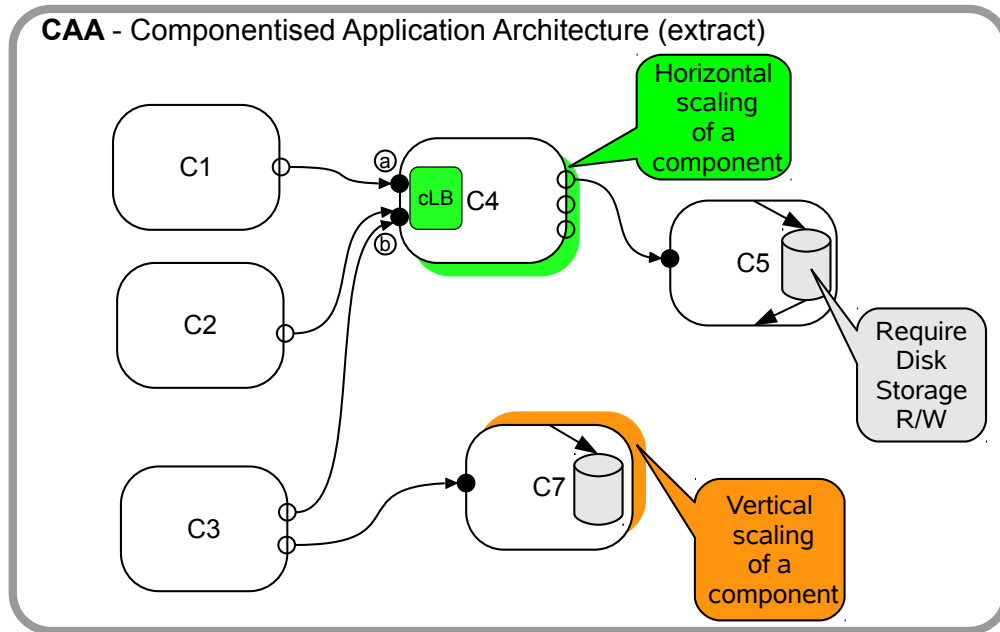 CAA - Componentised Application Architecture (extract)
Horizontal
scaling
of a
component
C1
a
cLB
C4
b
C2
C5
Require
Disk
Storage
R/W
C3
C7
Vertical
scaling
of a
component